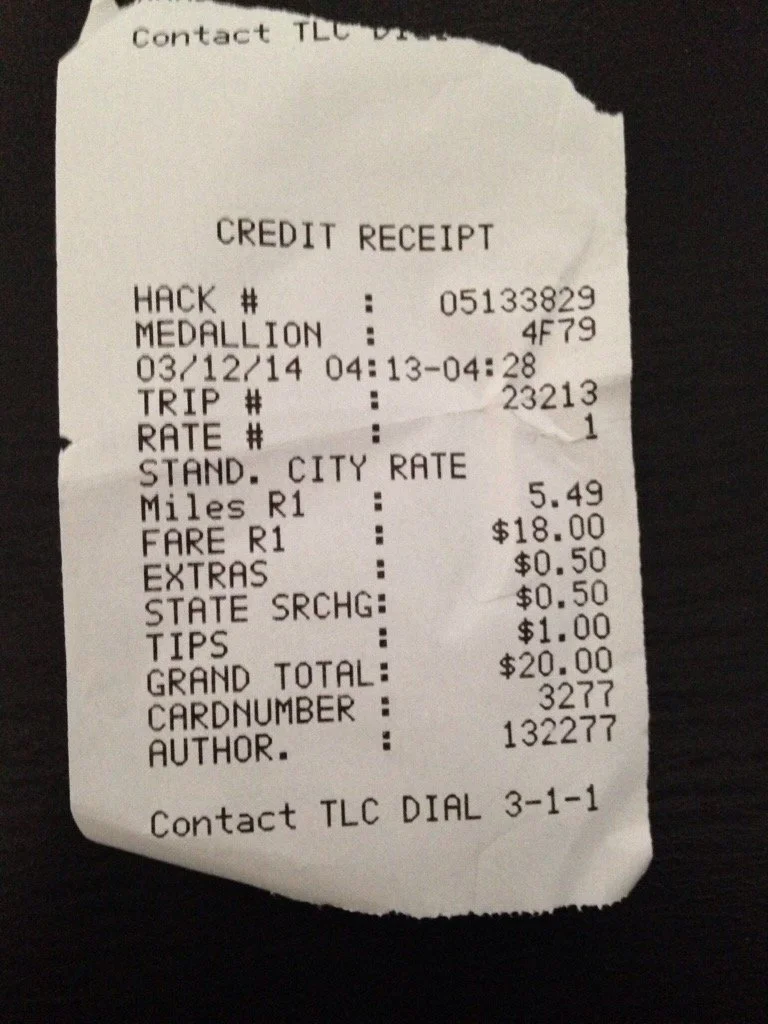 Contact TLC
CREDIT RECEIPT
HACK # : 05133829
MEDALLION : 4F79
03/12/14 04:13-04:28
TRIP # : 23213
RATE # : 1
STAND. CITY RATE
Miles R1 : 5.49
FARE R1 : $18.00
EXTRAS : $0.50
STATE SRCHG: $0.50
TIPS : $1.00
GRAND TOTAL: $20.00
CARDNUMBER : 3277
AUTHOR. : 132277
Contact TLC DIAL 3-1-1